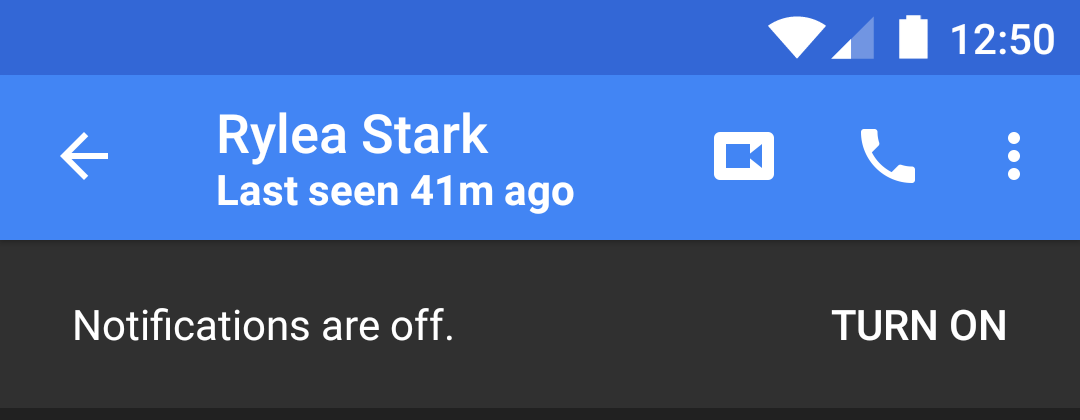 12:50
Rylea Stark
Last seen 41m ago
Notifications are off.
TURN ON